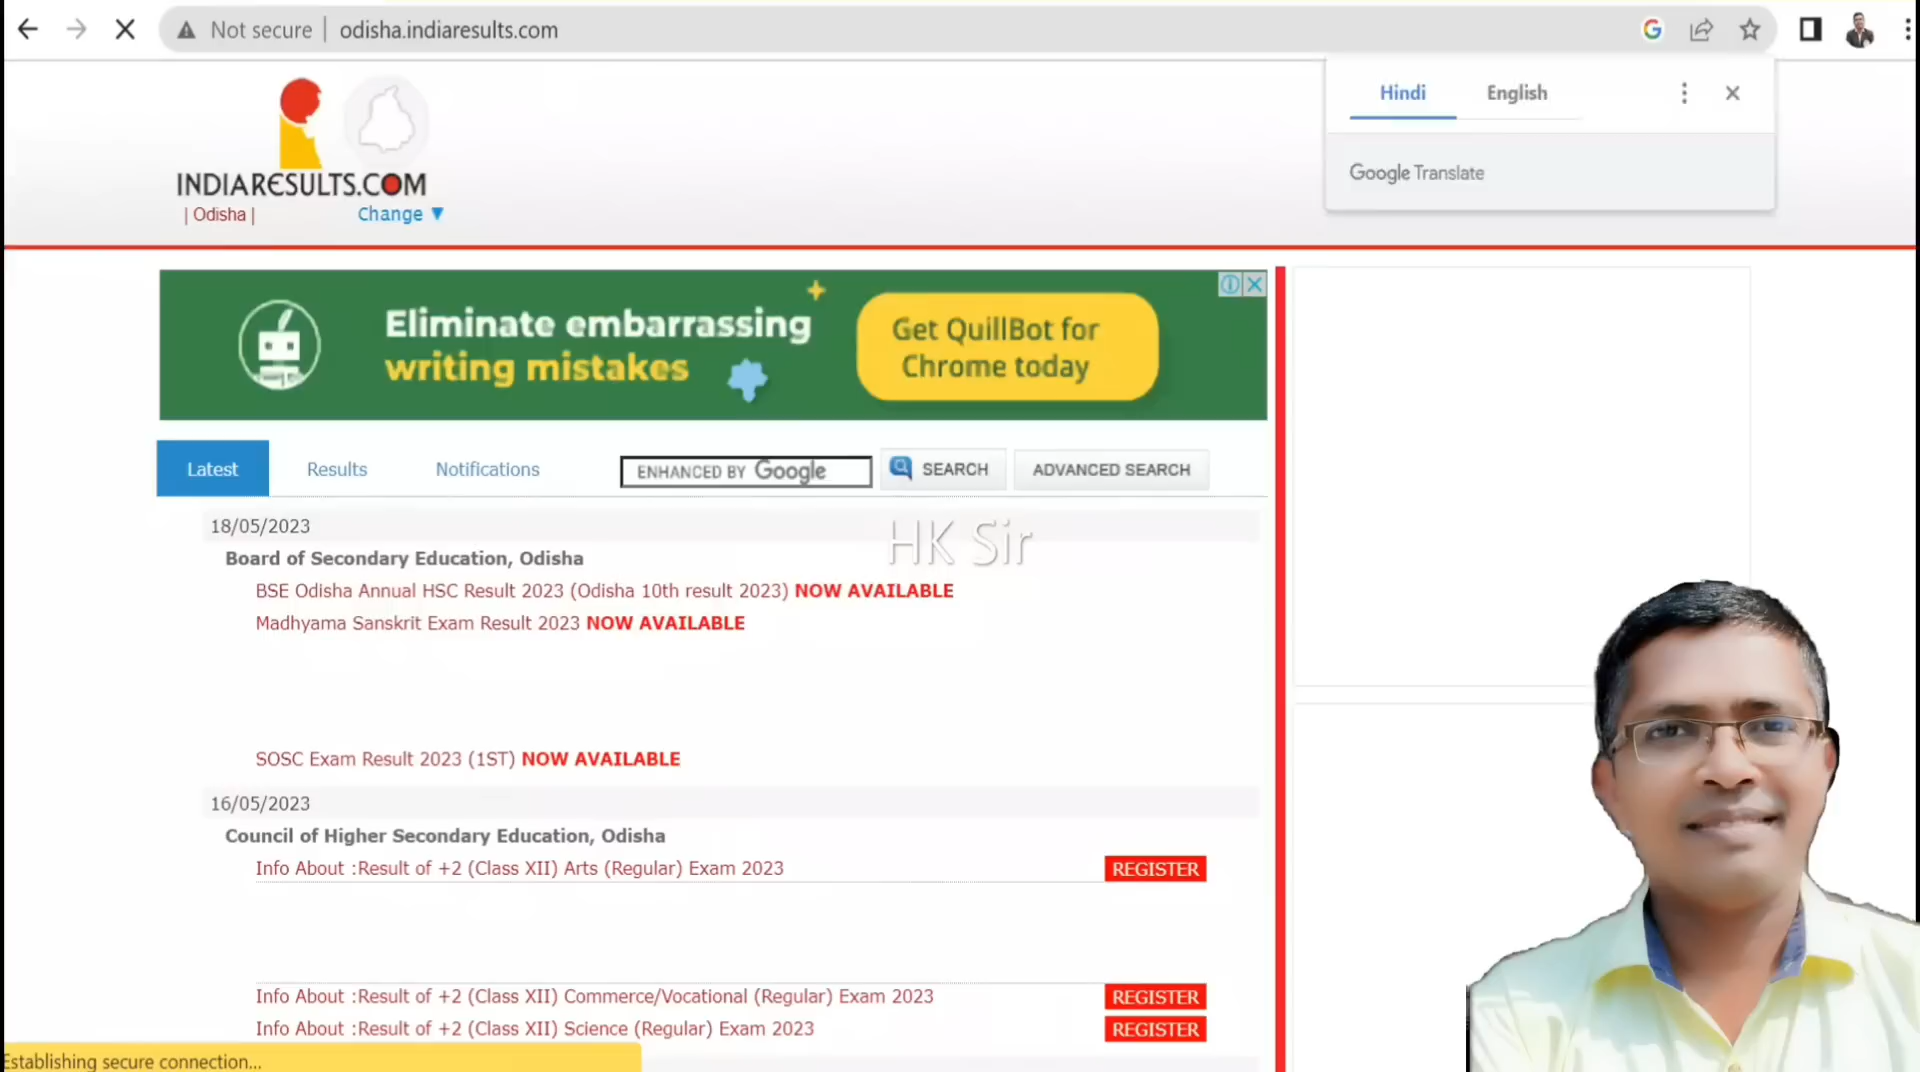 Not secure odisha.indiaresults.com
Hindi English
Google Translate
INDIARESULTS.COM
| Odisha | Change ▼
Eliminate embarrassing
writing mistakes
Get QuillBot for
Chrome today
Latest Results Notifications ENHANCED BY Google SEARCH ADVANCED SEARCH
18/05/2023
HK Sir
Board of Secondary Education, Odisha
BSE Odisha Annual HSC Result 2023 (Odisha 10th result 2023) NOW AVAILABLE
Madhyama Sanskrit Exam Result 2023 NOW AVAILABLE
SOSC Exam Result 2023 (1ST) NOW AVAILABLE
16/05/2023
Council of Higher Secondary Education, Odisha
Info About :Result of +2 (Class XII) Arts (Regular) Exam 2023 REGISTER
Info About :Result of +2 (Class XII) Commerce/Vocational (Regular) Exam 2023 REGISTER
Info About :Result of +2 (Class XII) Science (Regular) Exam 2023 REGISTER
Establishing secure connection...